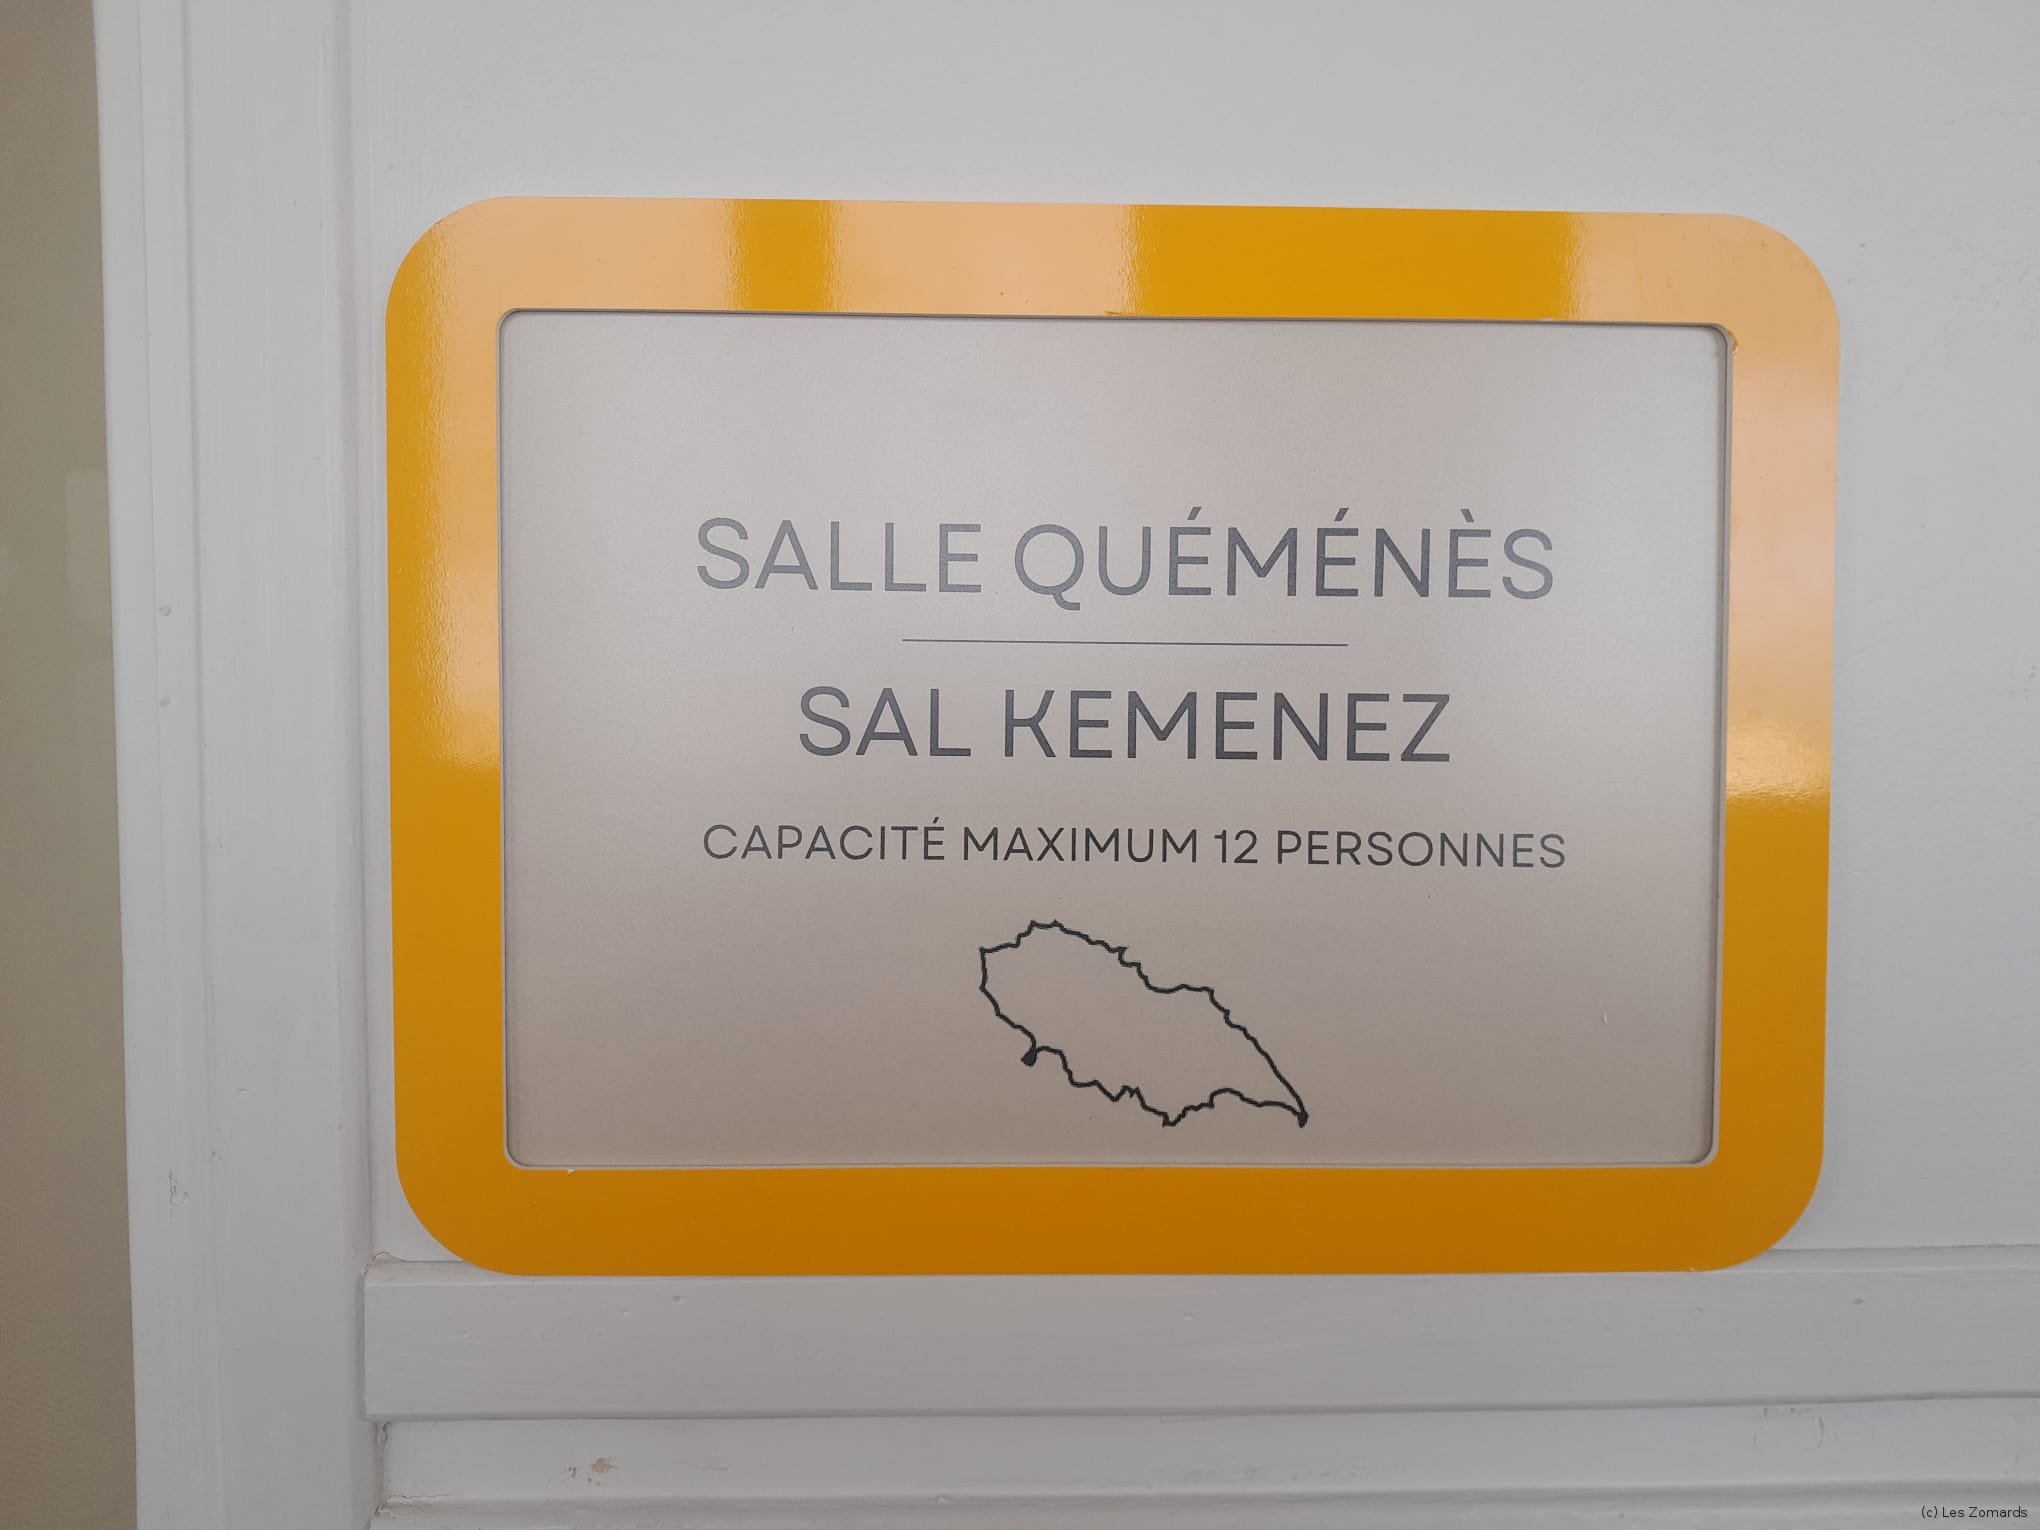 SALLE QUÉMÉNÈS
SAL KEMENEZ
CAPACITÉ MAXIMUM 12 PERSONNES
(c) Les Zomards